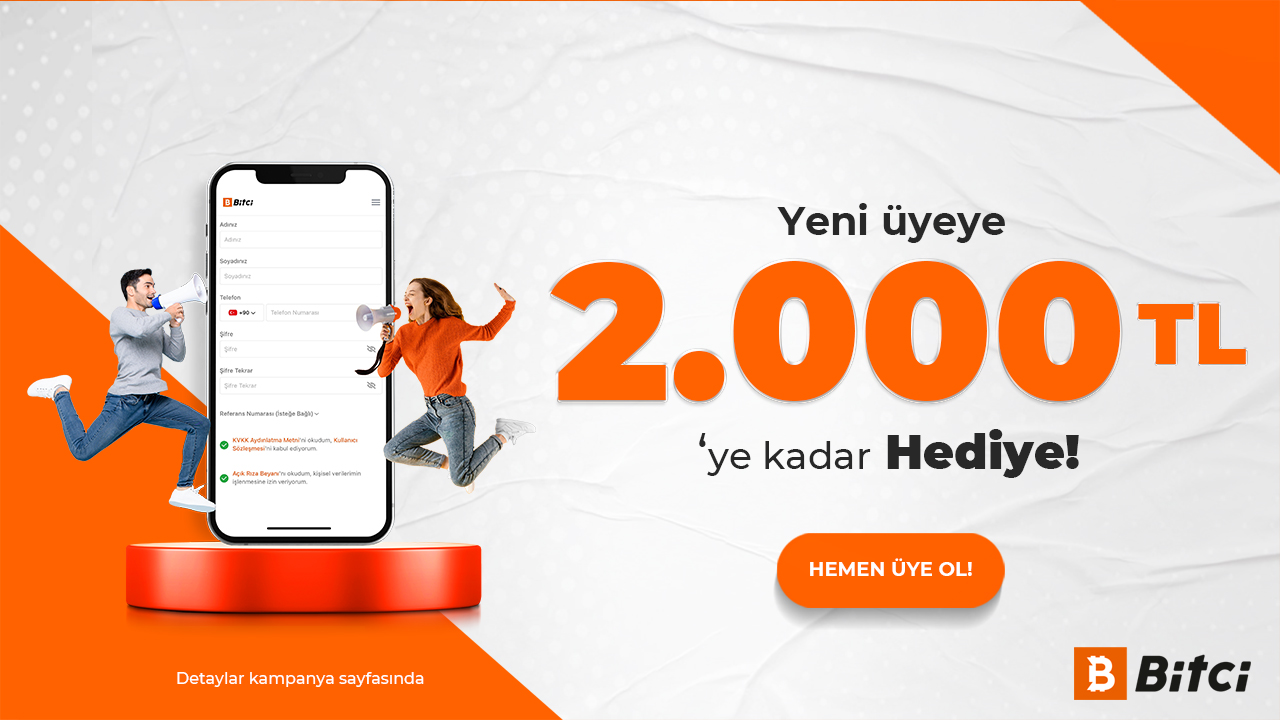 Bitci
Adınız
Adınız
Soyadınız
Soyadınız
Telefon
+90
Telefon Numarası
Şifre
Şifre
Şifre Tekrar
Şifre Tekrar
Referans Numarası (İsteğe Bağlı)
KVKK Aydınlatma Metni'ni okudum, Kullanıcı
Sözleşmesi'ni kabul ediyorum.
Açık Rıza Beyanı'nı okudum, kişisel verilerimin
işlenmesine izin veriyorum.
Yeni üyeye
2.000 TL
‘ye kadar Hediye!
HEMEN ÜYE OL!
Detaylar kampanya sayfasında
Bitci